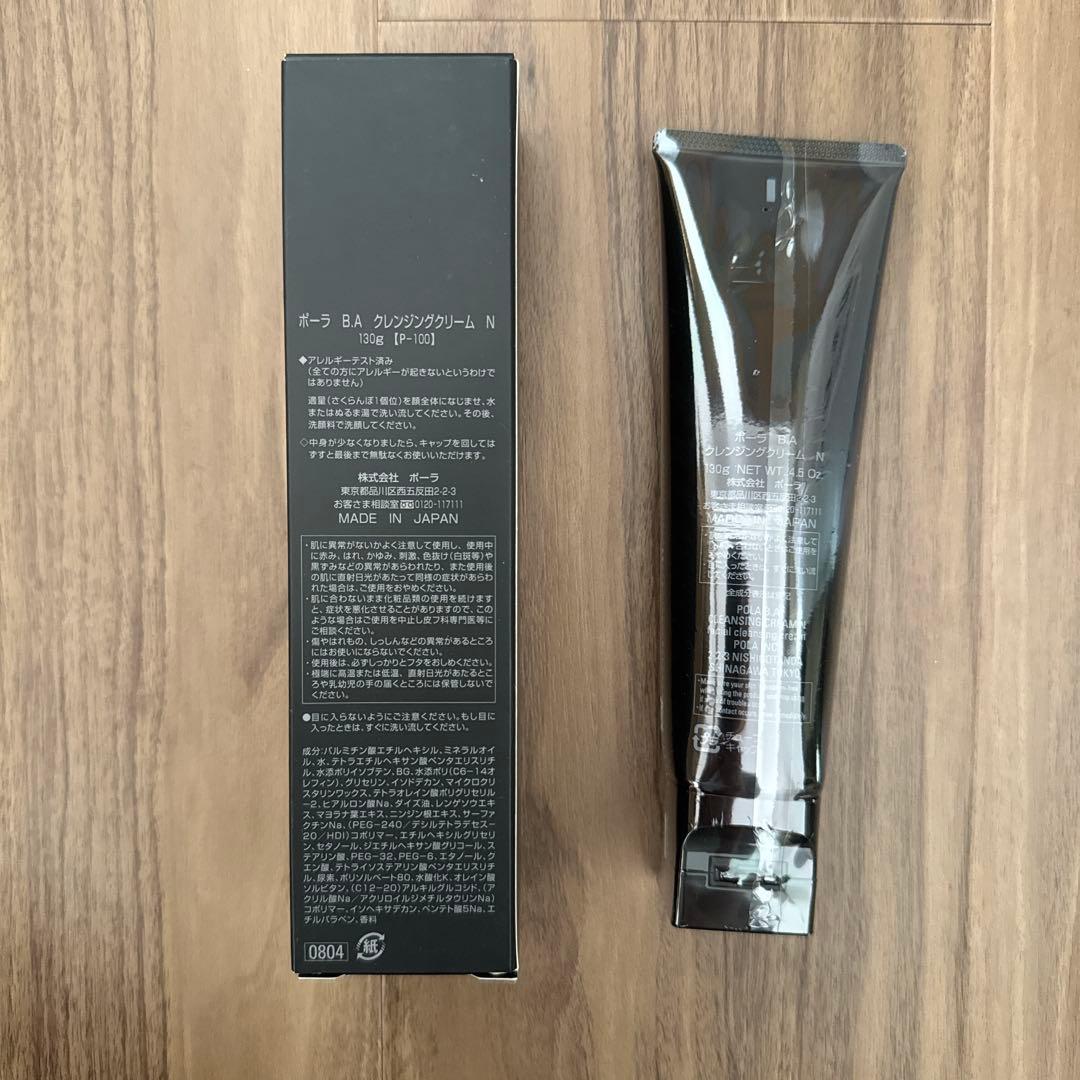 ポーラ B.A クレンジングクリーム N
130g 【P-100】
◆アレルギーテスト済み
(全ての方にアレルギーが起きないというわけで
はありません)
適量(さくらんぼ1個位)を顔全体になじませ、水
またはぬるま湯で洗い流してください。その後、
洗顔料で洗顔してください。
◇中身が少なくなりましたら、キャップを回しては
ずすと最後まで無駄なくお使いいただけます。
株式会社 ポーラ
東京都品川区西五反田2-2-3
お客さま相談室 0120-117111
MADE IN JAPAN
・肌に異常がないかよく注意して使用し、使用中
に赤み、はれ、かゆみ、刺激、色抜け(白斑等)や
黒ずみなどの異常があらわれたり、また使用後
の肌に直射日光があたって同様の症状があらわ
れた場合は、ご使用をおやめください。
・肌に合わないまま化粧品類の使用を続けます
と、症状を悪化させることがありますので、この
ような場合はご使用を中止し皮フ科専門医等に
ご相談ください。
・傷やはれもの、しっしんなどの異常があるところ
にはお使いにならないでください。
・使用後は、必ずしっかりとフタをおしめください。
・極端に高温または低温、直射日光があたるとこ
ろや乳幼児の手の届くところには保管しないで
ください。
●目に入らないようにご注意ください。もし目に
入ったときは、すぐに洗い流してください。
成分:パルミチン酸エチルヘキシル、ミネラルオイ
ル、水、テトラエチルヘキサン酸ペンタエリスリチ
ル、水添ポリイソブテン、BG、水添ポリ(C6-14オ
レフィン)、グリセリン、イソドデカン、マイクロクリ
スタリンワックス、テトラオレイン酸ポリグリセリル
-2、ヒアルロン酸Na、ダイズ油、レンゲソウエキ
ス、マヨラナ葉エキス、ニンジン根エキス、サーファ
クチンNa、(PEG-240/デシルテトラデセス-
20/HDI)コポリマー、エチルヘキシルグリセリ
ン、セタノール、ジエチルヘキサン酸グリコール、ス
テアリン酸、PEG-32、PEG-6、エタノール、ク
エン酸、テトライソステアリン酸ペンタエリスリチ
ル、尿素、ポリソルベート80、水酸化K、オレイン酸
ソルビタン、(C12-20)アルキルグルコシド、(ア
クリル酸Na/アクリロイルジメチルタウリンNa)
コポリマー、イソヘキサデカン、ペンテト酸5Na、エ
チルパラベン、香料
0804 紙
ポーラ B.A
クレンジングクリーム N
130g NET WT. 4.5 Oz.
株式会社 ポーラ
東京都品川区西五反田2-2-3
お客さま相談室 0120-117111
MADE IN JAPAN
全成分表示は外箱
POLA B.A
CLEANSING CREAM N
facial cleansing cream
POLA INC.
2-2-3 NISHIGOTANDA
SHINAGAWA TOKYO